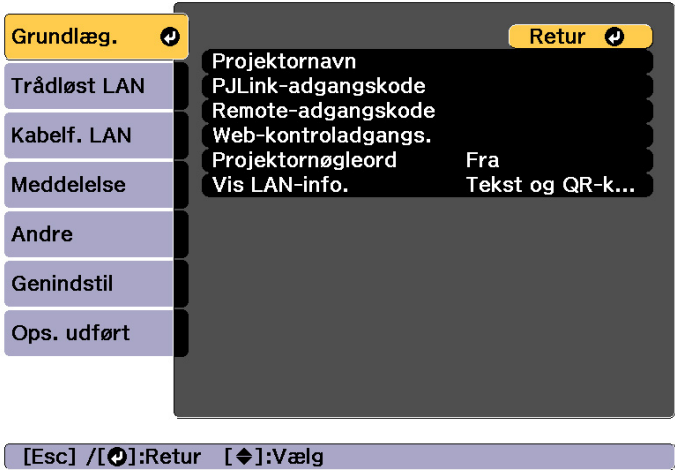 Grundlæg.
Retur
Projektornavn
Trådløst LAN
PJLink-adgangskode
Remote-adgangskode
Kabelf. LAN
Web-kontroladgangs.
Projektornøgleord Fra
Meddelelse
Vis LAN-info. Tekst og QR-k...
Andre
Genindstil
Ops. udført
[Esc] /[]:Retur [◆]:Vælg